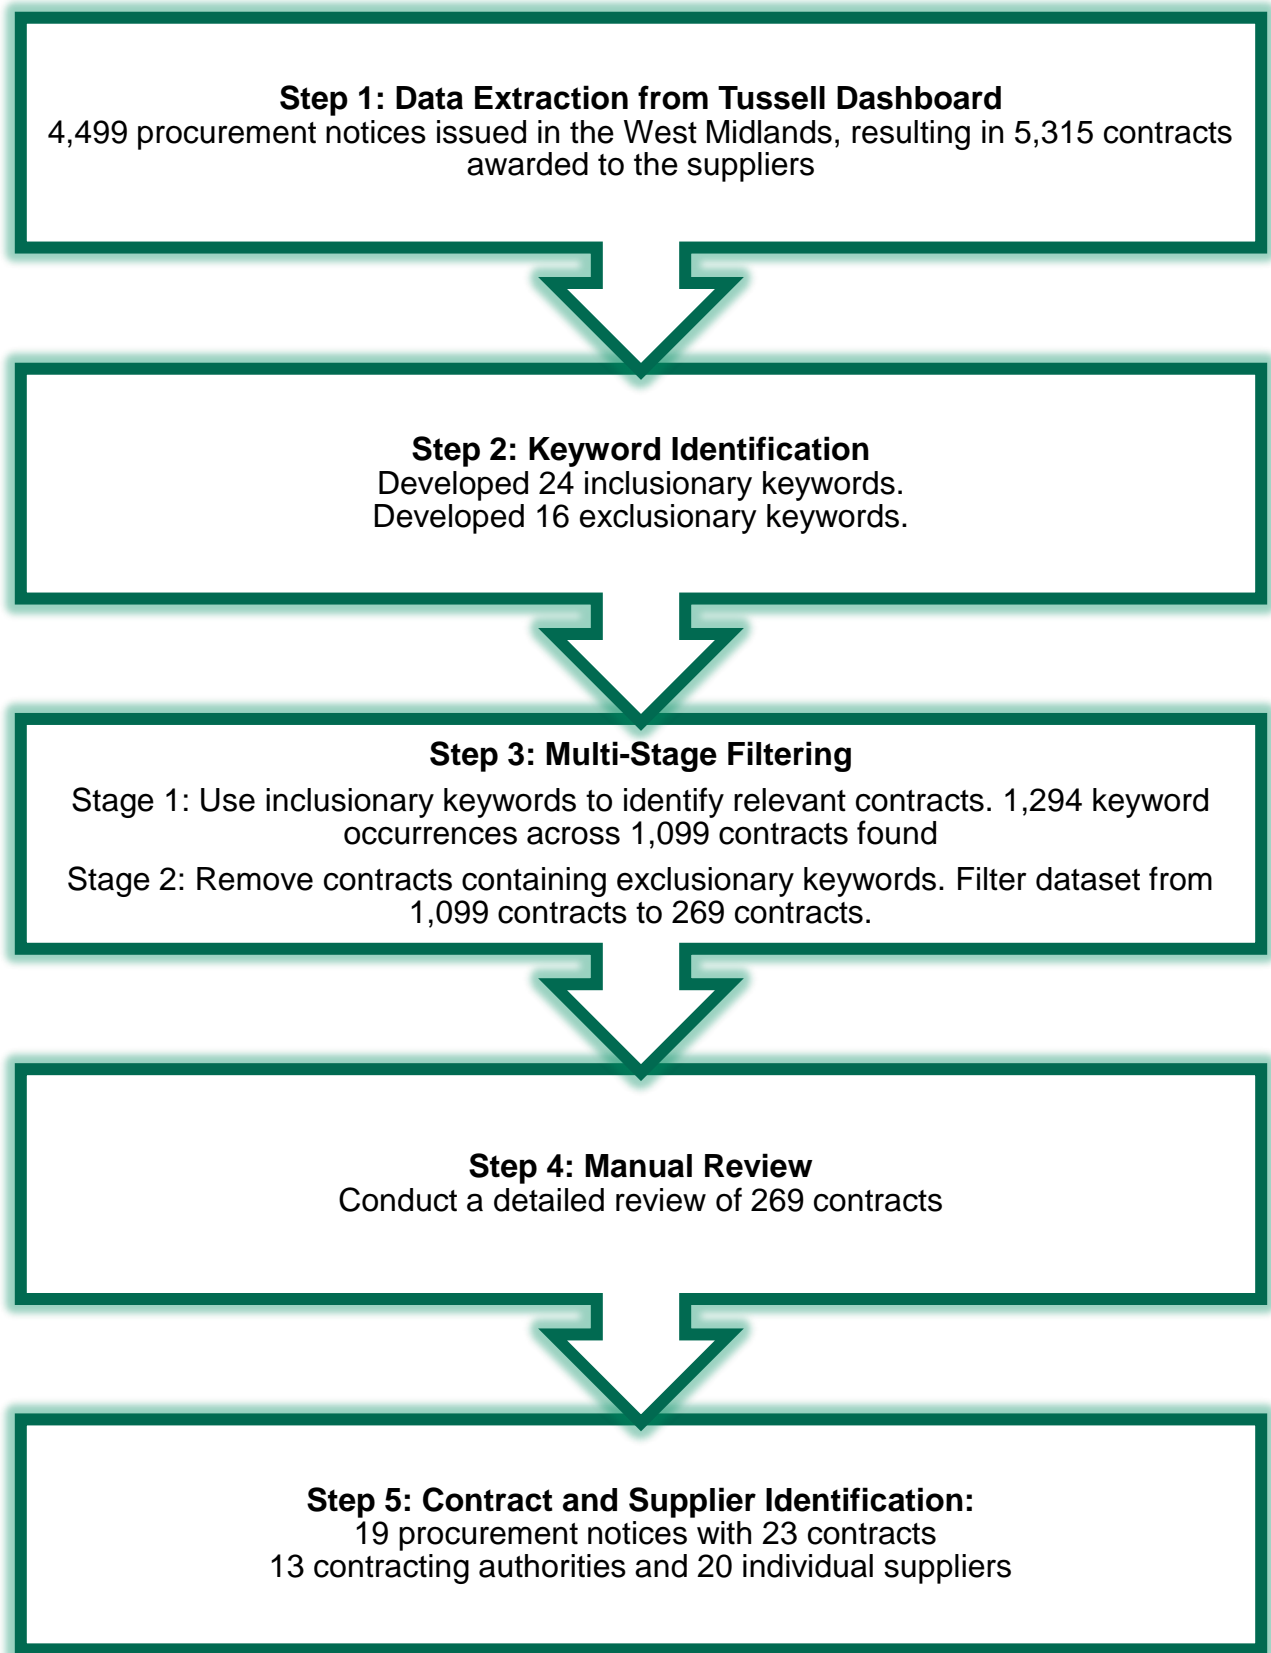 Step 1: Data Extraction from Tussell Dashboard
4,499 procurement notices issued in the West Midlands, resulting in 5,315 contracts
awarded to the suppliers
Step 2: Keyword Identification
Developed 24 inclusionary keywords.
Developed 16 exclusionary keywords.
Step 3: Multi-Stage Filtering
Stage 1: Use inclusionary keywords to identify relevant contracts. 1,294 keyword
occurrences across 1,099 contracts found
Stage 2: Remove contracts containing exclusionary keywords. Filter dataset from
1,099 contracts to 269 contracts.
Step 4: Manual Review
Conduct a detailed review of 269 contracts
Step 5: Contract and Supplier Identification:
19 procurement notices with 23 contracts
13 contracting authorities and 20 individual suppliers